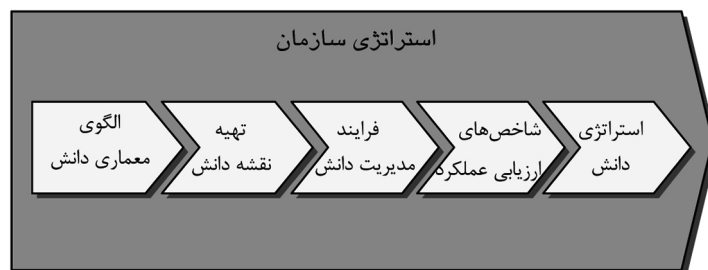 استراتژی سازمان
استراتژی
دانش
شاخص‌های
ارزیابی عملکرد
فرایند
مدیریت دانش
تهیه
نقشه دانش
الگوی
معماری دانش